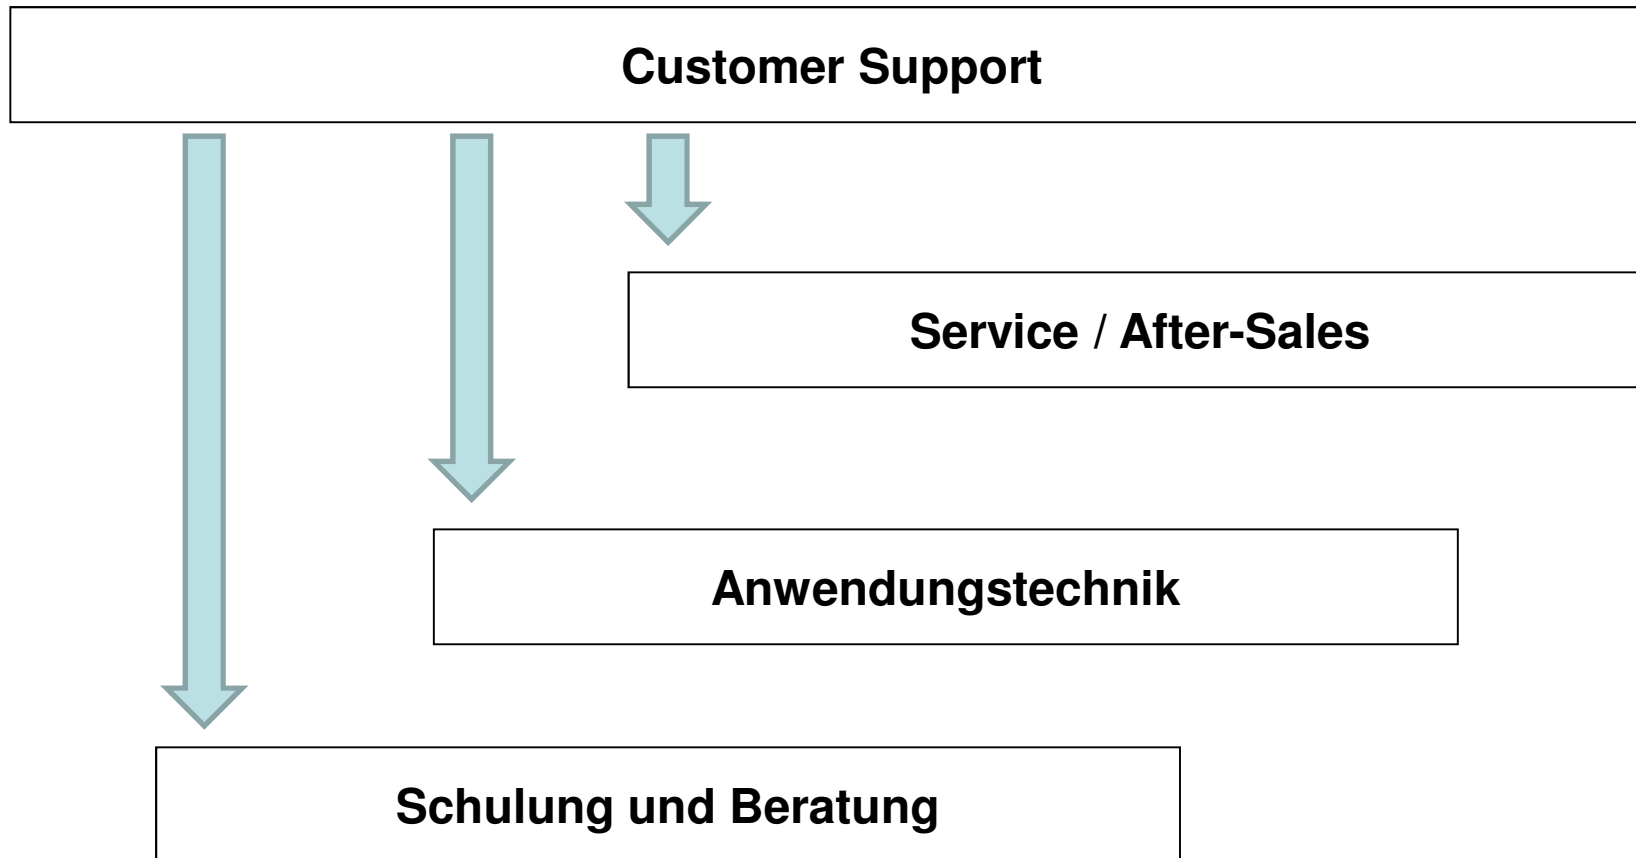 Customer Support
Service / After-Sales
Anwendungstechnik
Schulung und Beratung